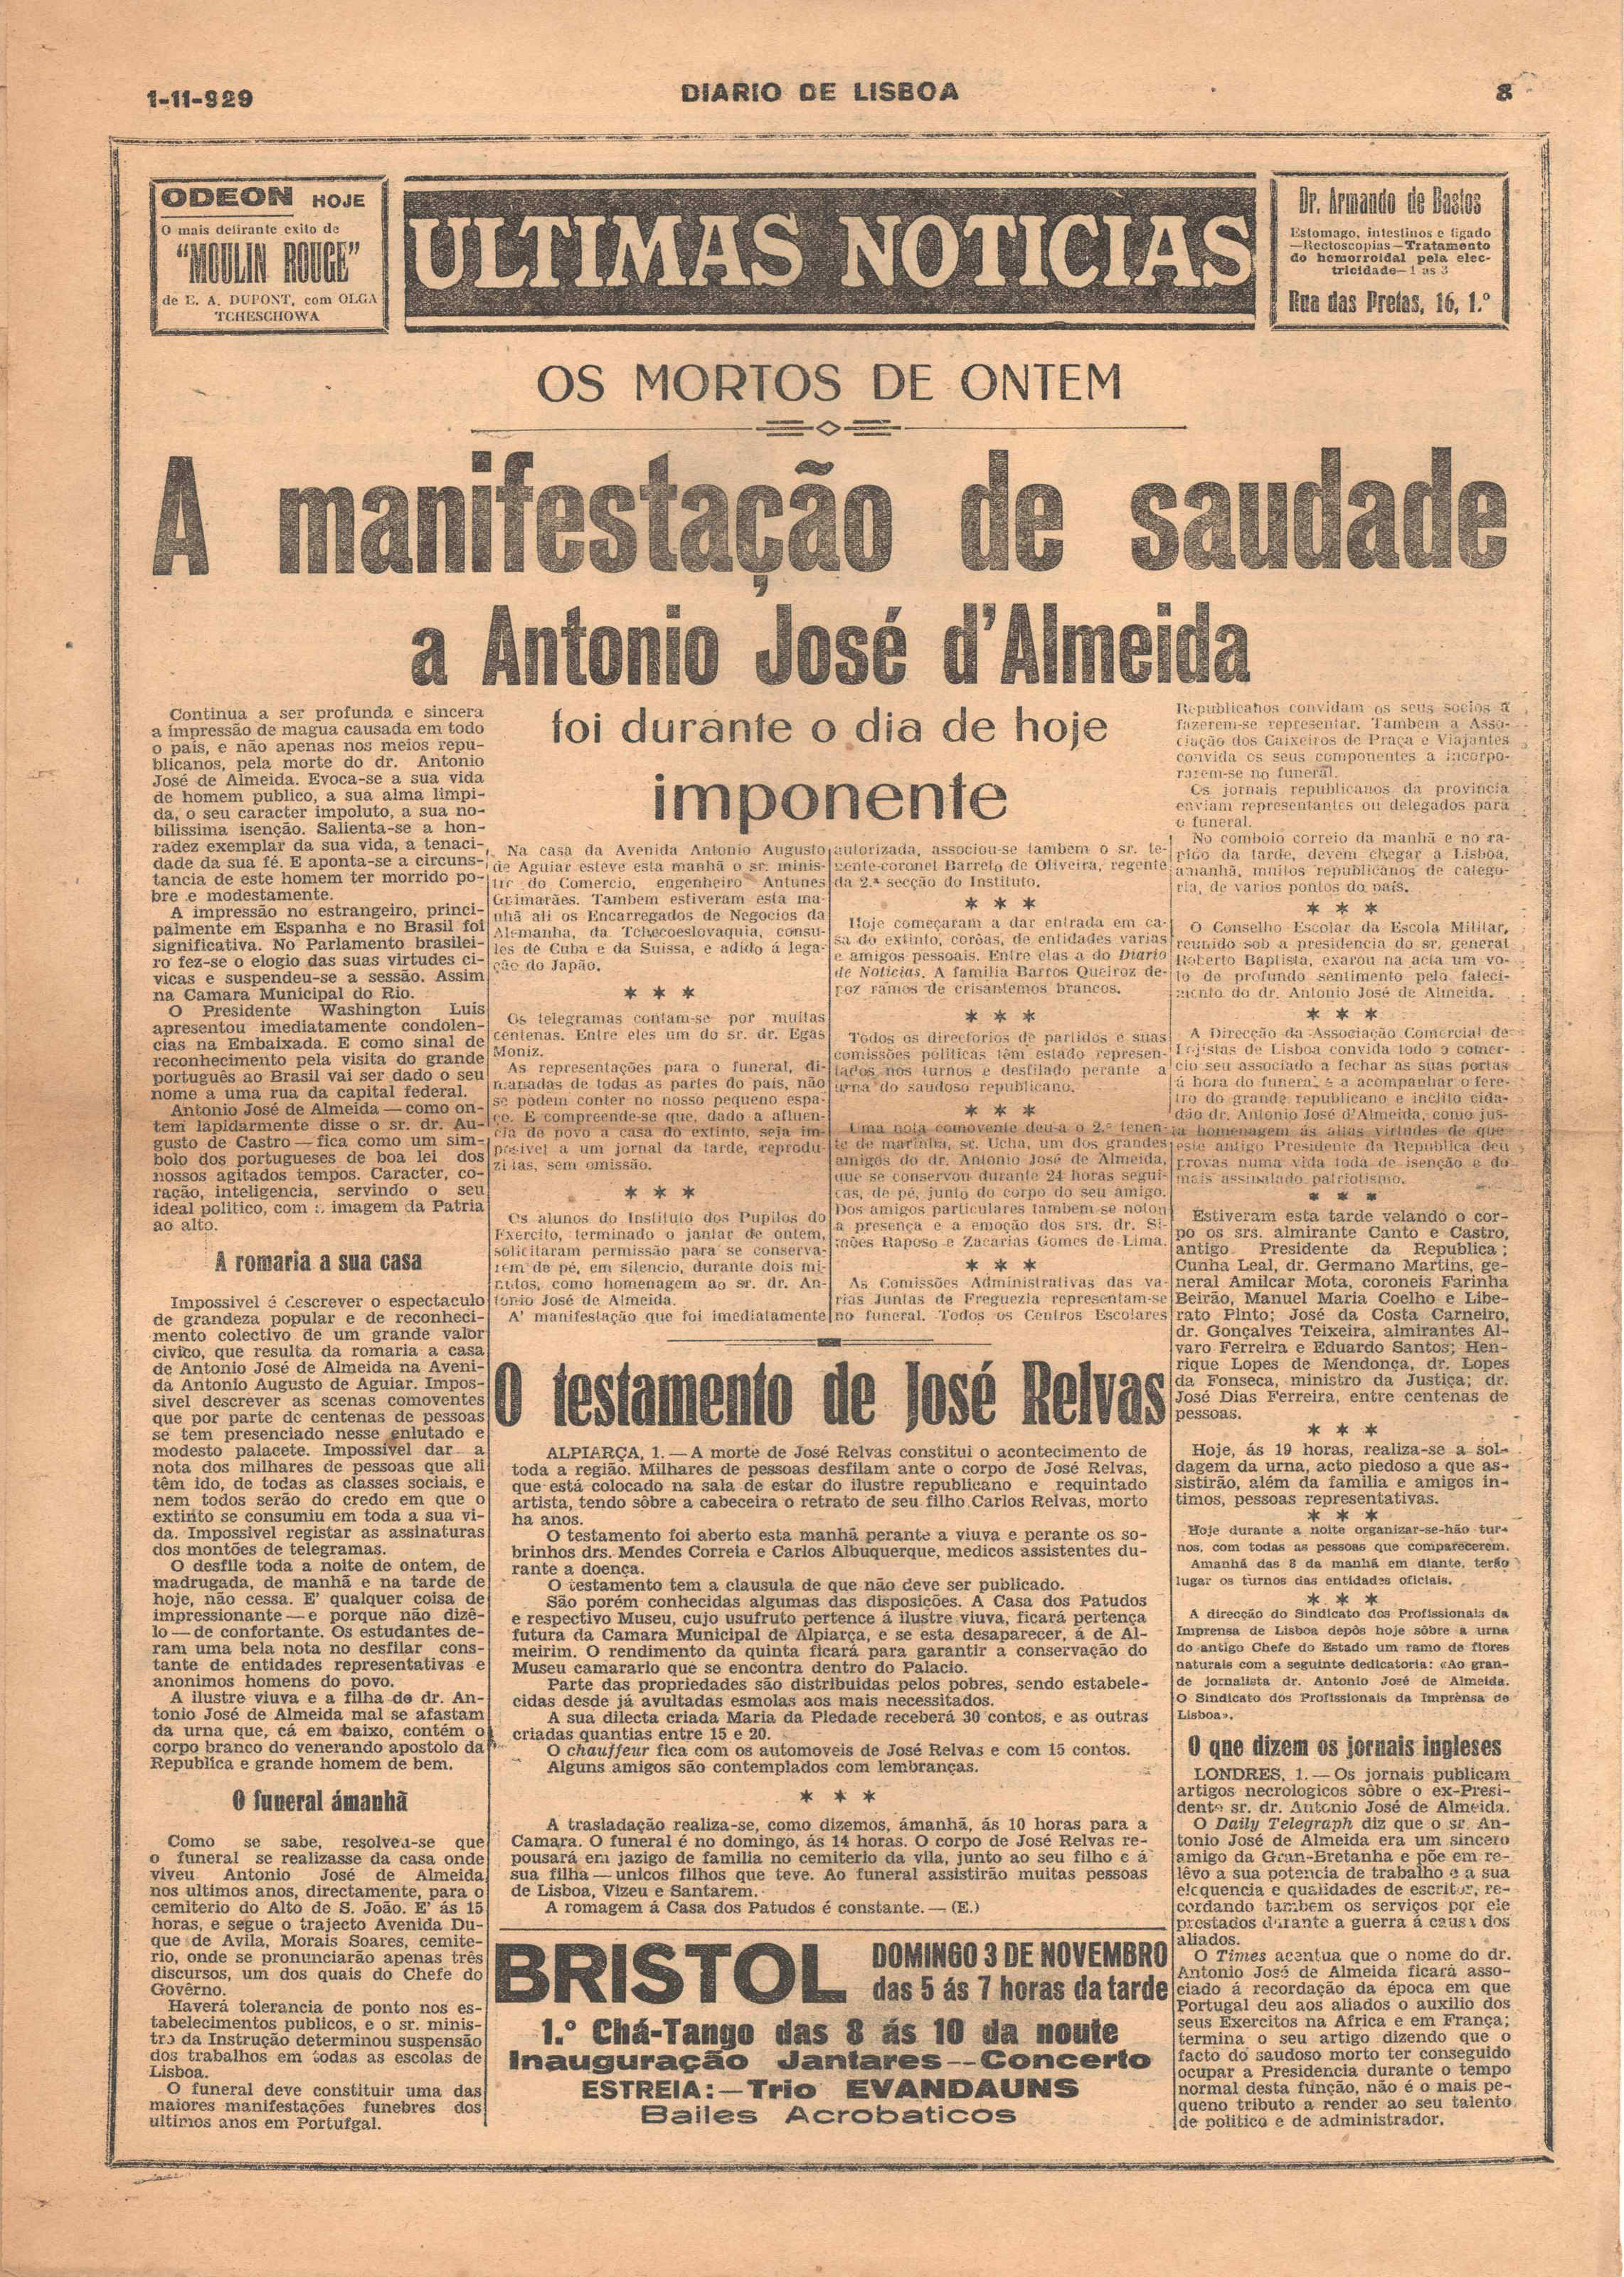 1-11-929
DIARIO DE LISBOA
8
ODEON HOJE
O mais delirante exito de
"MOULIN ROUGE"
de E. A. DUPONT, com OLGA
TCHESCHOWA
ULTIMAS NOTICIAS
Dr. Armando de Bastos
Estomago, intestinos e figado
—Rectoscopias—Tratamento
do hemorroidal pela elec-
tricidade—1 as 3
Rua das Pretas, 16, 1.º
OS MORTOS DE ONTEM
A manifestação de saudade
a Antonio José d'Almeida
foi durante o dia de hoje
imponente
Continua a ser profunda e sincera
a impressão de magua causada em todo
o país, e não apenas nos meios repu-
blicanos, pela morte do dr. Antonio
José de Almeida. Evoca-se a sua vida
de homem publico, a sua alma limpi-
da, o seu caracter impoluto, a sua no-
bilissima isenção. Salienta-se a hon-
radez exemplar da sua vida, a tenaci-
dade da sua fé. E aponta-se a circuns-
tancia de este homem ter morrido po-
bre e modestamente.
A impressão no estrangeiro, princi-
palmente em Espanha e no Brasil foi
significativa. No Parlamento brasilei-
ro fez-se o elogio das suas virtudes ci-
vicas e suspendeu-se a sessão. Assim
na Camara Municipal do Rio.
O Presidente Washington Luis
apresentou imediatamente condolen-
cias na Embaixada. E como sinal de
reconhecimento pela visita do grande
português ao Brasil vai ser dado o seu
nome a uma rua da capital federal.
Antonio José de Almeida — como on-
tem lapidarmente disse o sr. dr. Au-
gusto de Castro — fica como um sim-
bolo dos portugueses de boa lei dos
nossos agitados tempos. Caracter, co-
ração, inteligencia, servindo o seu
ideal politico, com a imagem da Patria
ao alto.
A romaria a sua casa
Impossivel é descrever o espectaculo
de grandeza popular e de reconheci-
mento colectivo de um grande valor
civico, que resulta da romaria a casa
de Antonio José de Almeida na Aveni-
da Antonio Augusto de Aguiar. Impos-
sivel descrever as scenas comoventes
que por parte de centenas de pessoas
se tem presenciado nesse enlutado e
modesto palacete. Impossivel dar a
nota dos milhares de pessoas que ali
têm ido, de todas as classes sociais, e
nem todos serão do credo em que o
extinto se consumiu em toda a sua vi-
da. Impossivel registar as assinaturas
dos montões de telegramas.
O desfile toda a noite de ontem, de
madrugada, de manhã e na tarde de
hoje, não cessa. E' qualquer coisa de
impressionante — e porque não dizê-
lo — de confortante. Os estudantes de-
ram uma bela nota no desfilar cons-
tante de entidades representativas e
anonimos homens do povo.
A ilustre viuva e a filha do dr. An-
tonio José de Almeida mal se afastam
da urna que, cá em baixo, contém o
corpo branco do venerando apostolo da
Republica e grande homem de bem.
O funeral ámanhã
Como se sabe, resolveu-se que
o funeral se realizasse da casa onde
viveu Antonio José de Almeida
nos ultimos anos, directamente, para o
cemiterio do Alto de S. João. E' ás 15
horas, e segue o trajecto Avenida Du-
que de Avila, Morais Soares, cemite-
rio, onde se pronunciarão apenas três
discursos, um dos quais do Chefe do
Govêrno.
Haverá tolerancia de ponto nos es-
tabelecimentos publicos, e o sr. minis-
tro da Instrução determinou suspensão
dos trabalhos em todas as escolas de
Lisboa.
O funeral deve constituir uma das
maiores manifestações funebres dos
ultimos anos em Portufgal.
Na casa da Avenida Antonio Augusto
de Aguiar esteve esta manhã o sr. minis-
tro do Comercio, engenheiro Antunes
Guimarães. Tambem estiveram esta ma-
nhã ali os Encarregados de Negocios da
Alemanha, da Tchecoeslovaquia, consu-
les de Cuba e da Suissa, e adido á lega-
ção do Japão.
* * *
Os telegramas contam-se por muitas
centenas. Entre eles um do sr. dr. Egas
Moniz.
As representações para o funeral, di-
manadas de todas as partes do país, não
se podem conter no nosso pequeno espa-
ço. E compreende-se que, dado a afluen-
cia de povo a casa do extinto, seja im-
possivel a um jornal da tarde, reprodu-
zi-las, sem omissão.
* * *
Os alunos do Instituto dos Pupilos do
Exercito, terminado o jantar de ontem,
solicitaram permissão para se conserva-
rem de pé, em silencio, durante dois mi-
nutos, como homenagem ao sr. dr. An-
tonio José de Almeida.
A' manifestação que foi imediatamente
autorizada, associou-se tambem o sr. te-
nente-coronel Barreto de Oliveira, regente
da 2.ª secção do Instituto.
* * *
Hoje começaram a dar entrada em ca-
sa do extinto, corôas, de entidades varias
e amigos pessoais. Entre elas a do Diario
de Noticias. A familia Barros Queiroz de-
poz ramos de crisantemos brancos.
* * *
Todos os directorios de partidos e suas
comissões politicas têm estado represen-
tados nos turnos e desfilado perante a
urna do saudoso republicano.
* * *
Uma nota comovente deu-a o 2.º tenen-
te de marinha, sr. Ucha, um dos grandes
amigos do dr. Antonio José de Almeida,
que se conservou durante 24 horas segui-
das, de pé, junto do corpo do seu amigo.
Dos amigos particulares tambem se notou
a presença e a emoção dos srs. dr. Si-
mões Raposo e Zacarias Gomes de Lima.
* * *
As Comissões Administrativas das va-
rias Juntas de Freguezia representam-se
no funeral. Todos os Centros Escolares
Republicanos convidam os seus socios a
fazerem-se representar. Tambem a Asso-
ciação dos Caixeiros de Praça e Viajantes
convida os seus componentes a incorpo-
rarem-se no funeral.
Os jornais republicanos da provincia
enviam representantes ou delegados para
o funeral.
No comboio correio da manhã e no ra-
pido da tarde, devem chegar a Lisboa,
amanhã, muitos republicanos de catego-
ria, de varios pontos do país.
* * *
O Conselho Escolar da Escola Militar,
reunido sob a presidencia do sr. general
Roberto Baptista, exarou na acta um vo-
to de profundo sentimento pelo faleci-
mento do dr. Antonio José de Almeida.
* * *
A Direcção da Associação Comercial de
Lojistas de Lisboa convida todo o comer-
cio seu associado a fechar as suas portas
á hora do funeral e a acompanhar o fere-
tro do grande republicano e inclito cida-
dão dr. Antonio José d'Almeida, como jus-
ta homenagem ás altas virtudes de que
este antigo Presidente da Republica deu
provas numa vida toda de isenção e do
mais assinalado patriotismo.
* * *
Estiveram esta tarde velando o cor-
po os srs. almirante Canto e Castro,
antigo Presidente da Republica;
Cunha Leal, dr. Germano Martins, ge-
neral Amilcar Mota, coroneis Farinha
Beirão, Manuel Maria Coelho e Libe-
rato Pinto; José da Costa Carneiro,
dr. Gonçalves Teixeira, almirantes Al-
varo Ferreira e Eduardo Santos; Hen-
rique Lopes de Mendonça, dr. Lopes
da Fonseca, ministro da Justiça; dr.
José Dias Ferreira, entre centenas de
pessoas.
* * *
Hoje, ás 19 horas, realiza-se a sol-
dagem da urna, acto piedoso a que as-
sistirão, além da familia e amigos in-
timos, pessoas representativas.
* * *
Hoje durante a noite organizar-se-hão tur-
nos, com todas as pessoas que comparecerem.
Amanhá das 8 da manhã em diante, terão
lugar os turnos das entidades oficiais.
* * *
A direcção do Sindicato dos Profissionais da
Imprensa de Lisboa depôs hoje sôbre a urna
do antigo Chefe do Estado um ramo de flores
naturais com a seguinte dedicatoria: «Ao gran-
de jornalista dr. Antonio José de Almeida.
O Sindicato dos Profissionais da Imprensa de
Lisboa».
O que dizem os jornais ingleses
LONDRES, 1. — Os jornais publicam
artigos necrologicos sôbre o ex-Presi-
dente sr. dr. Antonio José de Almeida.
O Daily Telegraph diz que o sr. An-
tonio José de Almeida era um sincero
amigo da Gran-Bretanha e põe em re-
lêvo a sua potencia de trabalho e a sua
eloquencia e qualidades de escritor, re-
cordando tambem os serviços por ele
prestados durante a guerra á causa dos
aliados.
O Times acentua que o nome do dr.
Antonio José de Almeida ficará asso-
ciado á recordação da época em que
Portugal deu aos aliados o auxilio dos
seus Exercitos na Africa e em França;
termina o seu artigo dizendo que o
facto do saudoso morto ter conseguido
ocupar a Presidencia durante o tempo
normal desta função, não é o mais pe-
queno tributo a render ao seu talento
de politico e de administrador.
O testamento de José Relvas
ALPIARÇA, 1. — A morte de José Relvas constitui o acontecimento de
toda a região. Milhares de pessoas desfilam ante o corpo de José Relvas,
que está colocado na sala de estar do ilustre republicano e requintado
artista, tendo sôbre a cabeceira o retrato de seu filho Carlos Relvas, morto
ha anos.
O testamento foi aberto esta manhã perante a viuva e perante os so-
brinhos drs. Mendes Correia e Carlos Albuquerque, medicos assistentes du-
rante a doença.
O testamento tem a clausula de que não deve ser publicado.
São porém conhecidas algumas das disposições. A Casa dos Patudos
e respectivo Museu, cujo usufruto pertence á ilustre viuva, ficará pertença
futura da Camara Municipal de Alpiarça, e se esta desaparecer, á de Al-
meirim. O rendimento da quinta ficará para garantir a conservação do
Museu camarario que se encontra dentro do Palacio.
Parte das propriedades são distribuidas pelos pobres, sendo estabele-
cidas desde já avultadas esmolas aos mais necessitados.
A sua dilecta criada Maria da Piedade receberá 30 contos, e as outras
criadas quantias entre 15 e 20.
O chauffeur fica com os automoveis de José Relvas e com 15 contos.
Alguns amigos são contemplados com lembranças.
* * *
A trasladação realiza-se, como dizemos, ámanhã, ás 10 horas para a
Camara. O funeral é no domingo, ás 14 horas. O corpo de José Relvas re-
pousará em jazigo de familia no cemiterio da vila, junto ao seu filho e á
sua filha — unicos filhos que teve. Ao funeral assistirão muitas pessoas
de Lisboa, Vizeu e Santarem.
A romagem á Casa dos Patudos é constante. — (E.)
BRISTOL
DOMINGO 3 DE NOVEMBRO
das 5 ás 7 horas da tarde
1.º Chá-Tango das 8 ás 10 da noute
Inauguração Jantares—Concerto
ESTREIA:—Trio EVANDAUNS
Bailes Acrobaticos